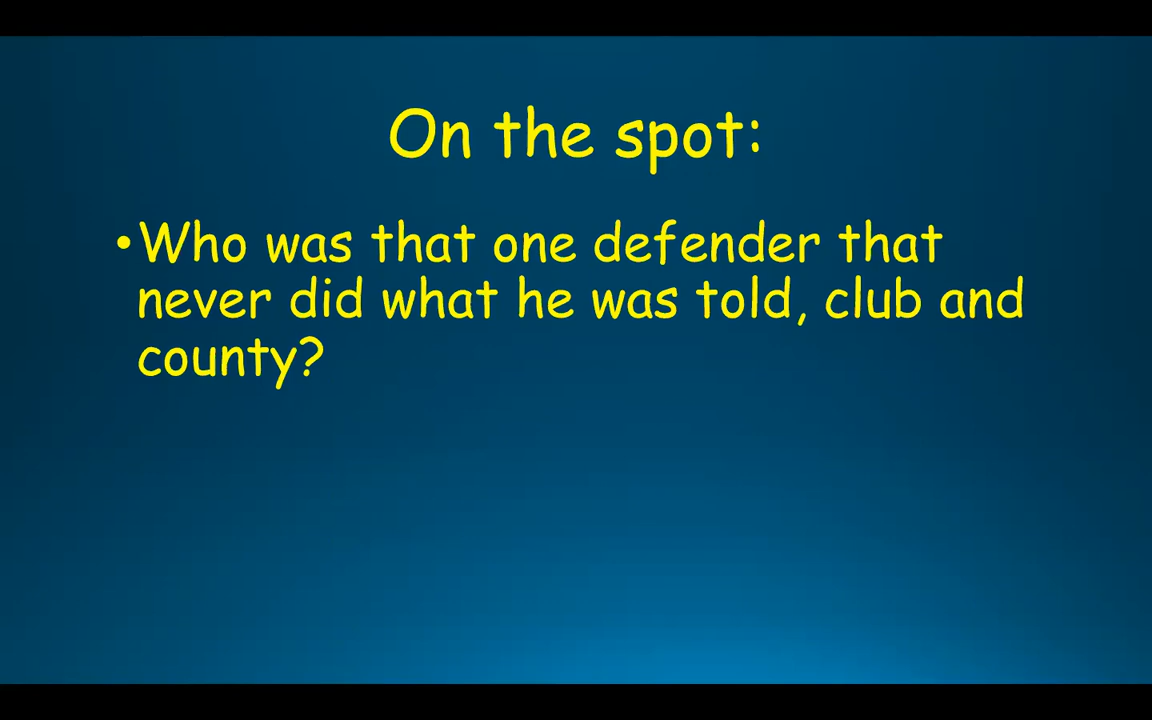 On the spot:
•Who was that one defender that
never did what he was told, club and
county?